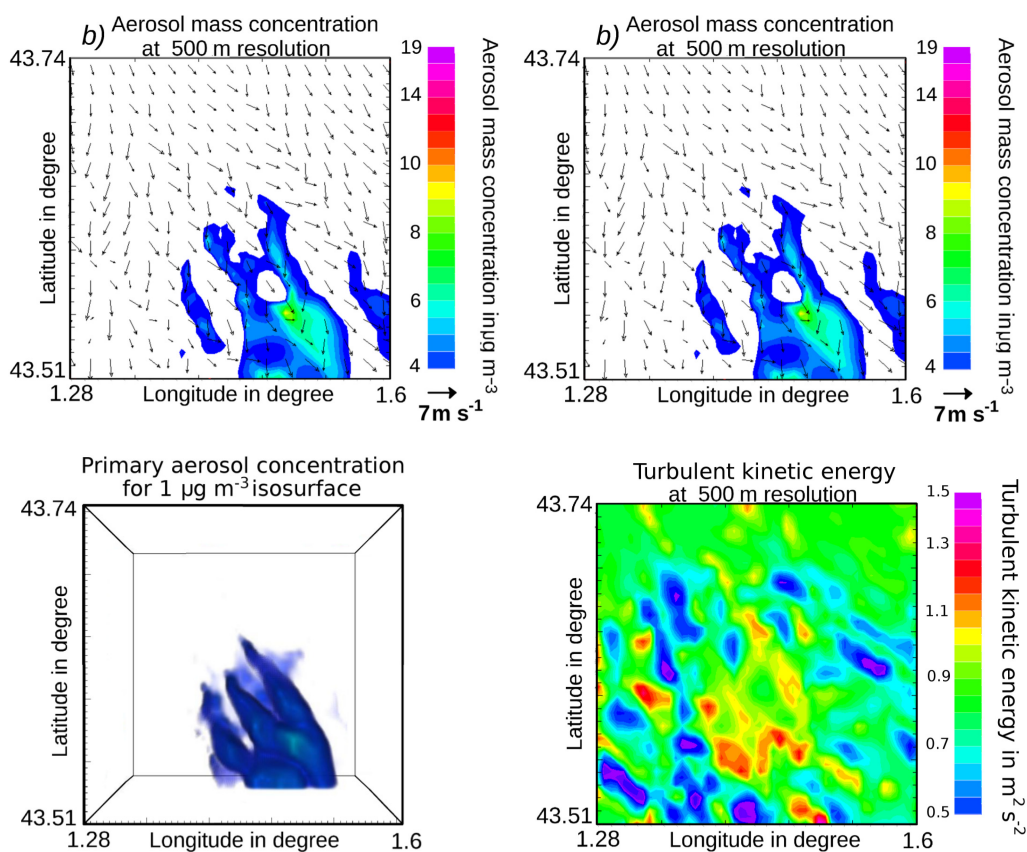 b) Aerosol mass concentration
at 500 m resolution
43.74
Latitude in degree
43.51
1.28
Longitude in degree
1.6
19
14
10
8
6
4
Aerosol mass concentration inµg m-3
7m s-1
b) Aerosol mass concentration
at 500 m resolution
43.74
Latitude in degree
43.51
1.28
Longitude in degree
1.6
19
14
10
8
6
4
Aerosol mass concentration inµg m-3
7m s-1
Primary aerosol concentration
for 1 µg m-3 isosurface
43.74
Latitude in degree
43.51
1.28
Longitude in degree
1.6
Turbulent kinetic energy
at 500 m resolution
43.74
Latitude in degree
43.51
1.28
Longitude in degree
1.6
1.5
1.3
1.1
0.9
0.7
0.5
Turbulent kinetic energy in m2 s-2